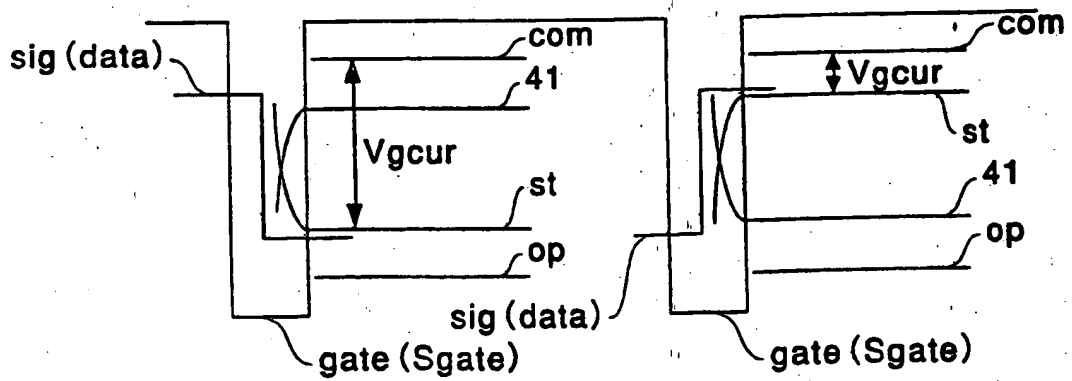 sig (data)
com
41
Vgcur
st
op
gate (Sgate)
com
Vgcur
st
41
op
sig (data)
gate (Sgate)